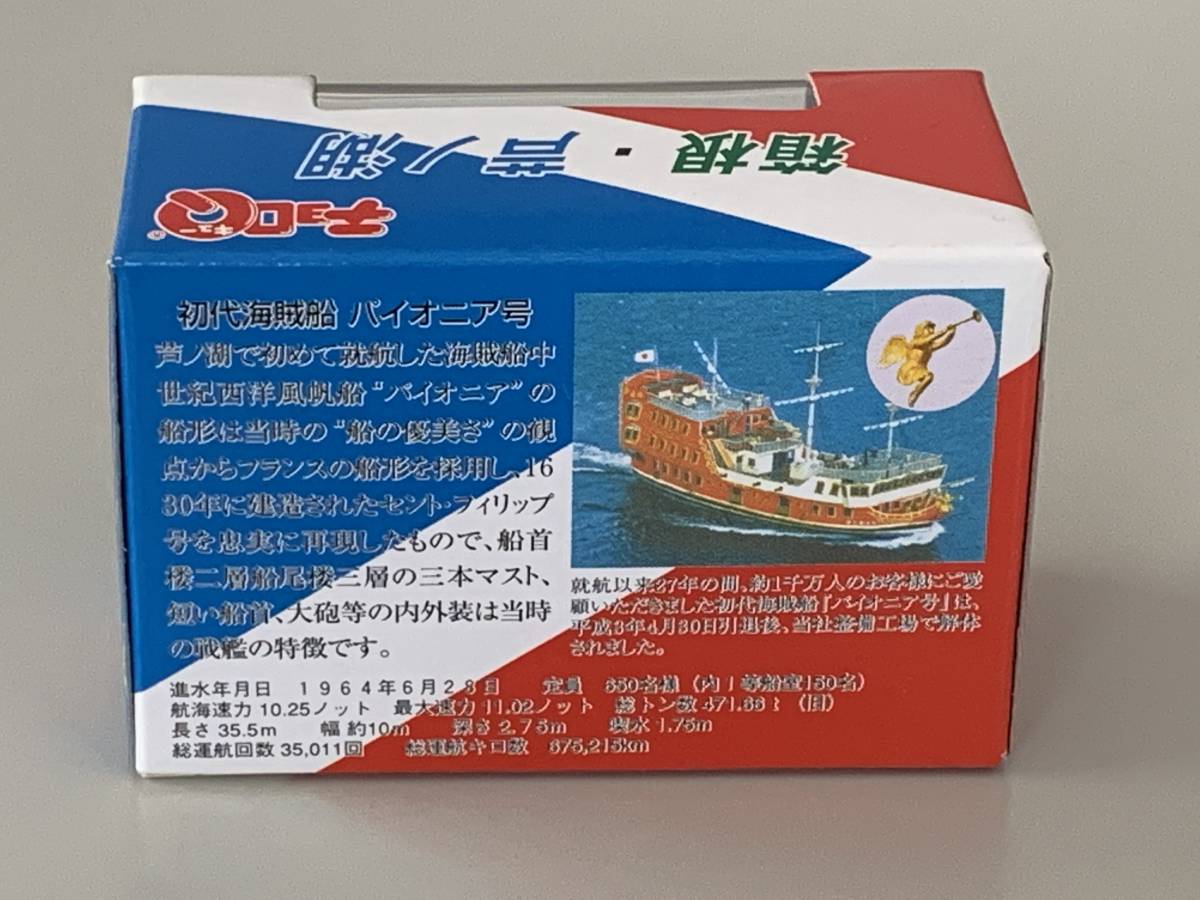 箱根・芦ノ湖
チョロQ
キュー
®
初代海賊船 パイオニア号
芦ノ湖で初めて就航した海賊船中
世紀西洋風帆船“パイオニア”の
船形は当時の“船の優美さ”の観
点からフランスの船形を採用し、16
30年に建造されたセント・フィリップ
号を忠実に再現したもので、船首
楼二層船尾楼三層の三本マスト、
短い船首、大砲等の内外装は当時
の戦艦の特徴です。
就航以来27年の間、約1千万人のお客様にご愛
顧いただきました初代海賊船「パイオニア号」は、
平成3年4月30日引退後、当社整備工場で解体
されました。
進水年月日 1964年6月28日 定員 650名様（内1等船室150名）
航海速力 10.25ノット 最大速力 11.02ノット 総トン数 471.66t（旧）
長さ 35.5m 幅 約10m 深さ 2.75m 喫水 1.75m
総運航回数 35,011回 総運航キロ数 675,215km